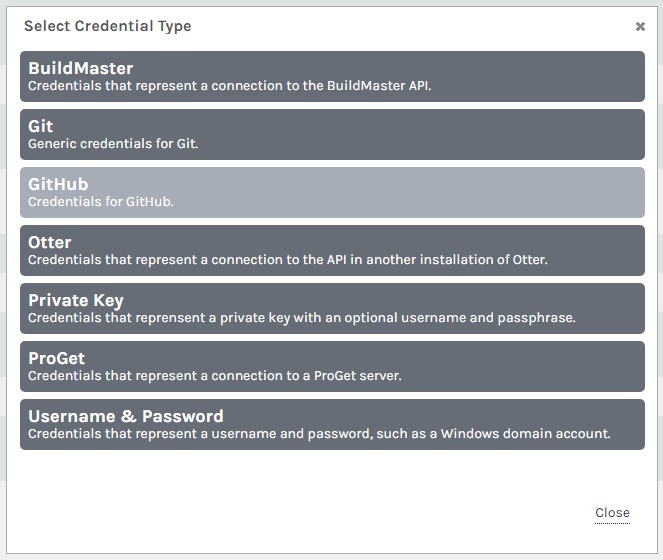 Select Credential Type
BuildMaster
Credentials that represent a connection to the BuildMaster API.
Git
Generic credentials for Git.
GitHub
Credentials for GitHub.
Otter
Credentials that represent a connection to the API in another installation of Otter.
Private Key
Credentials that reprensent a private key with an optional username and passphrase.
ProGet
Credentials that represent a connection to a ProGet server.
Username & Password
Credentials that represent a username and password, such as a Windows domain account.
Close